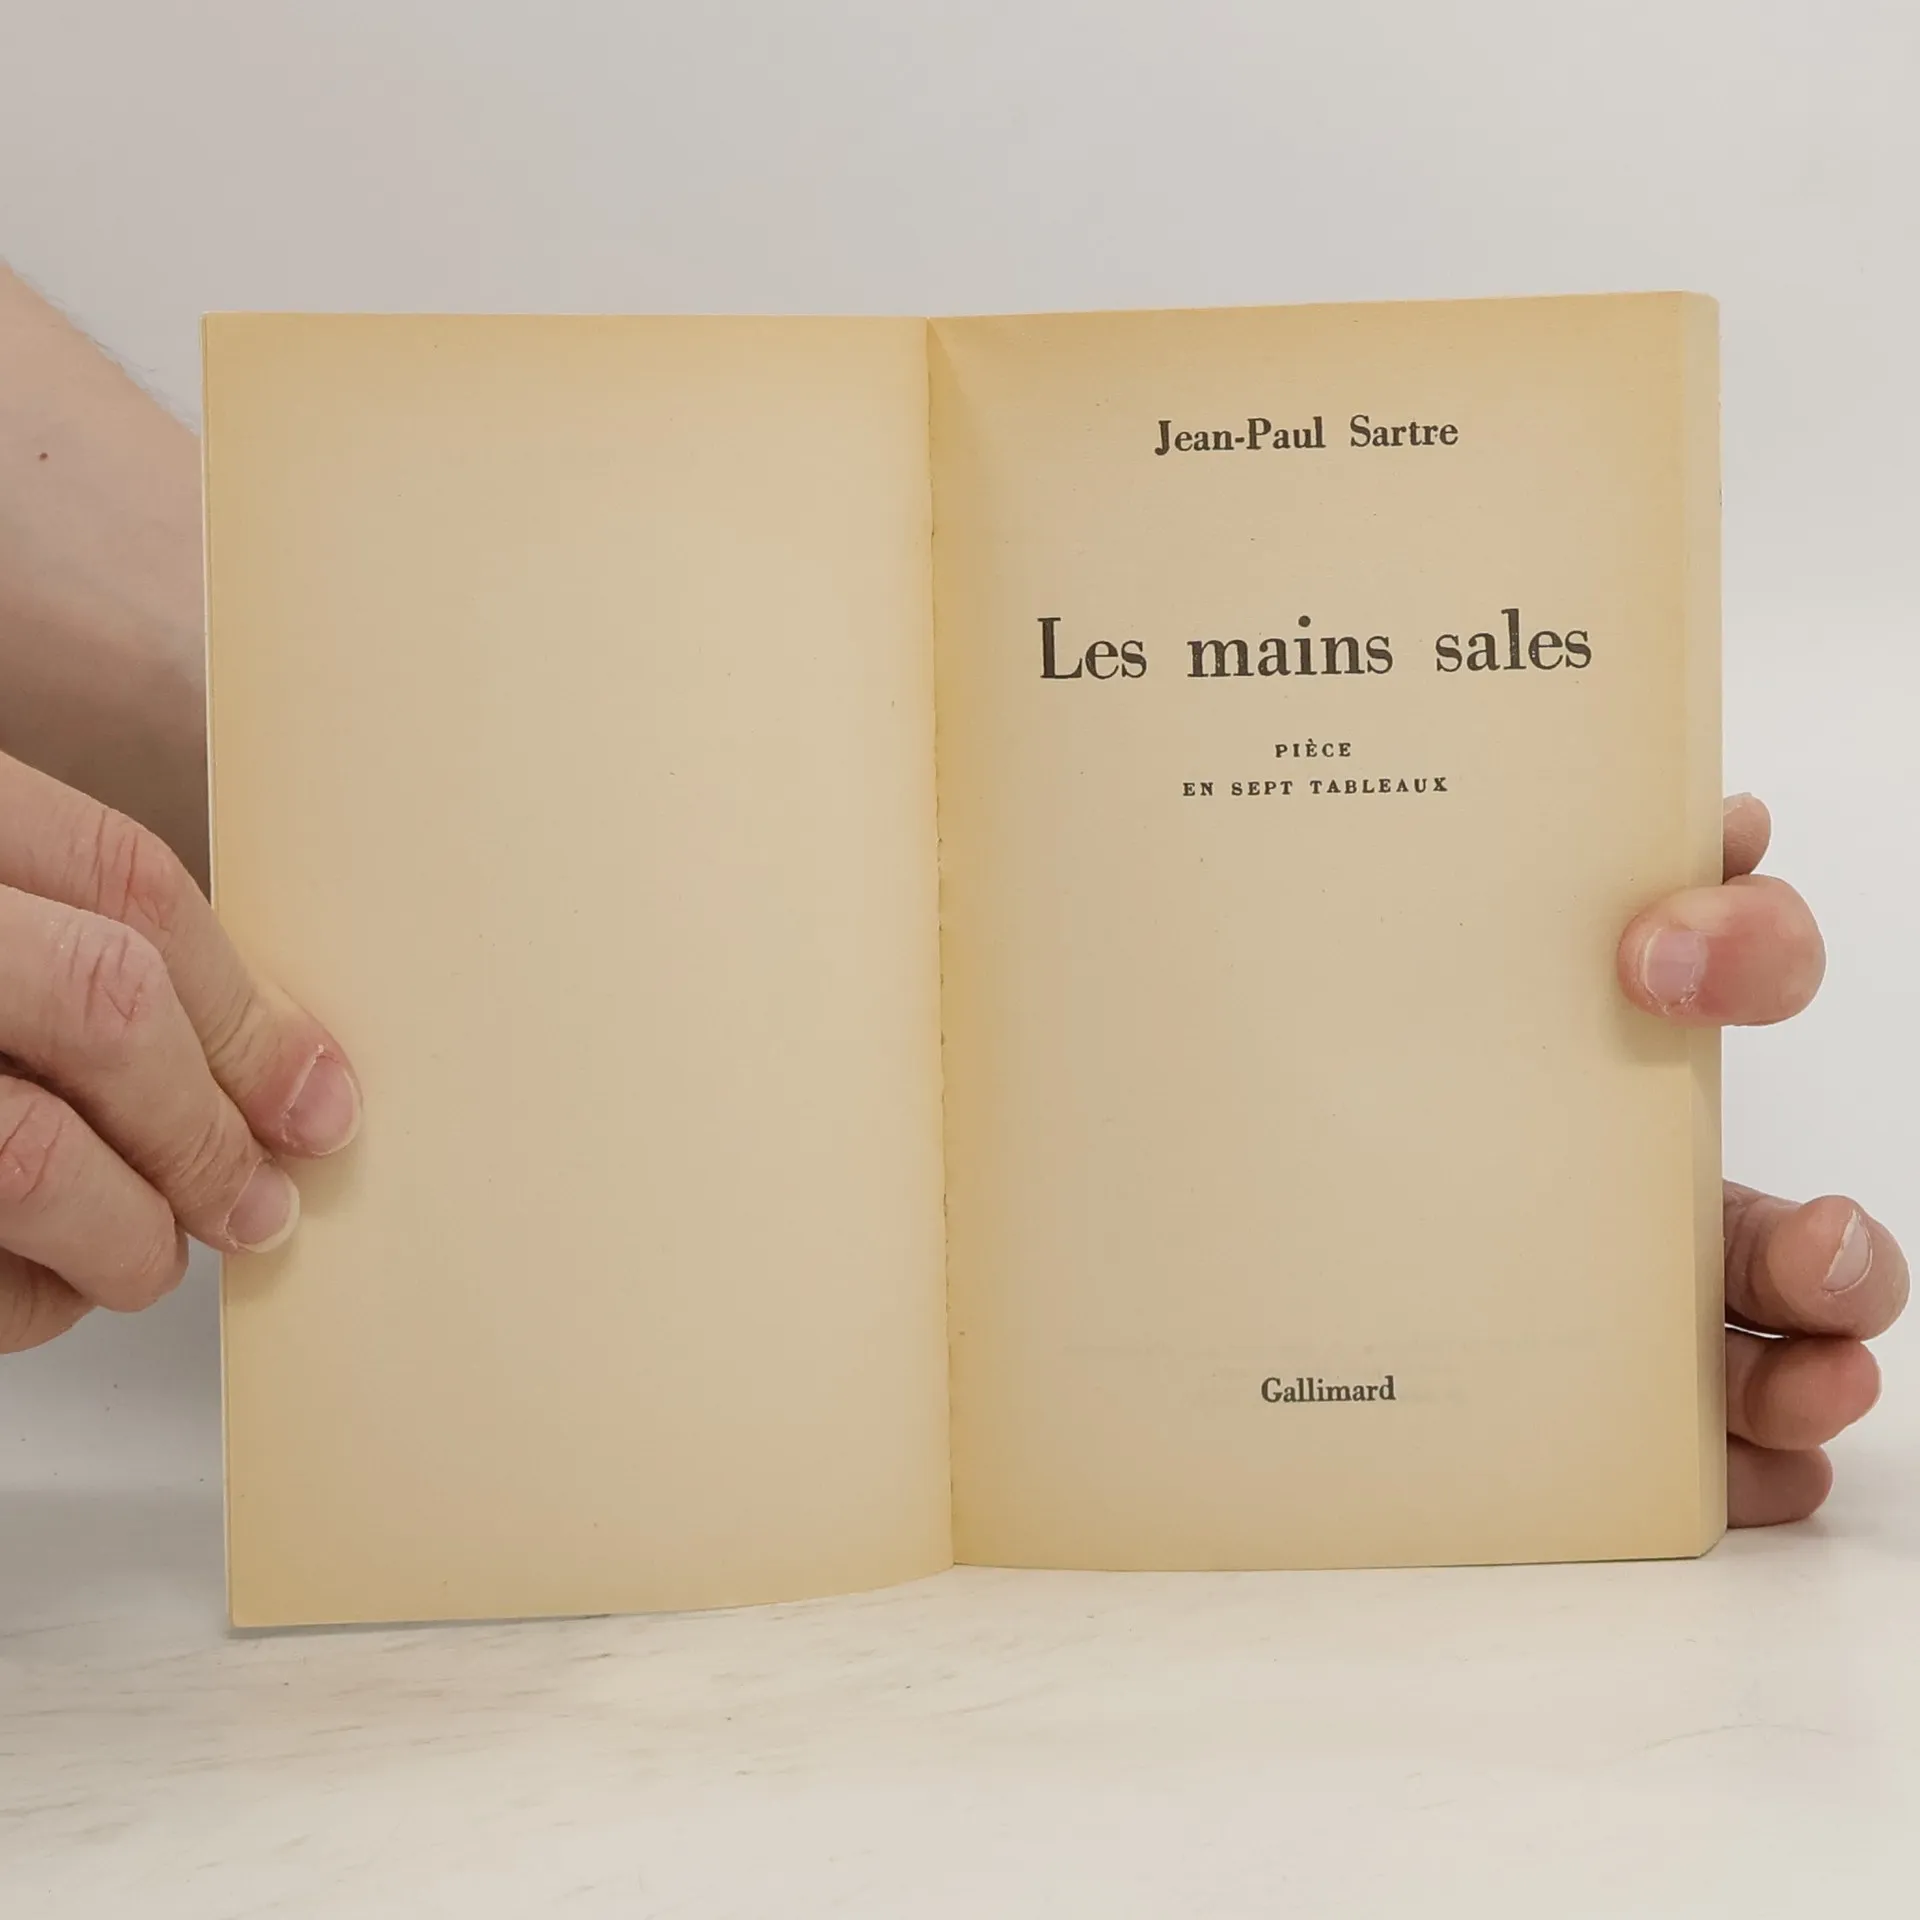 Jean-Paul Sartre
Les mains sales
PIÈCE
EN SEPT TABLEAUX
Gallimard